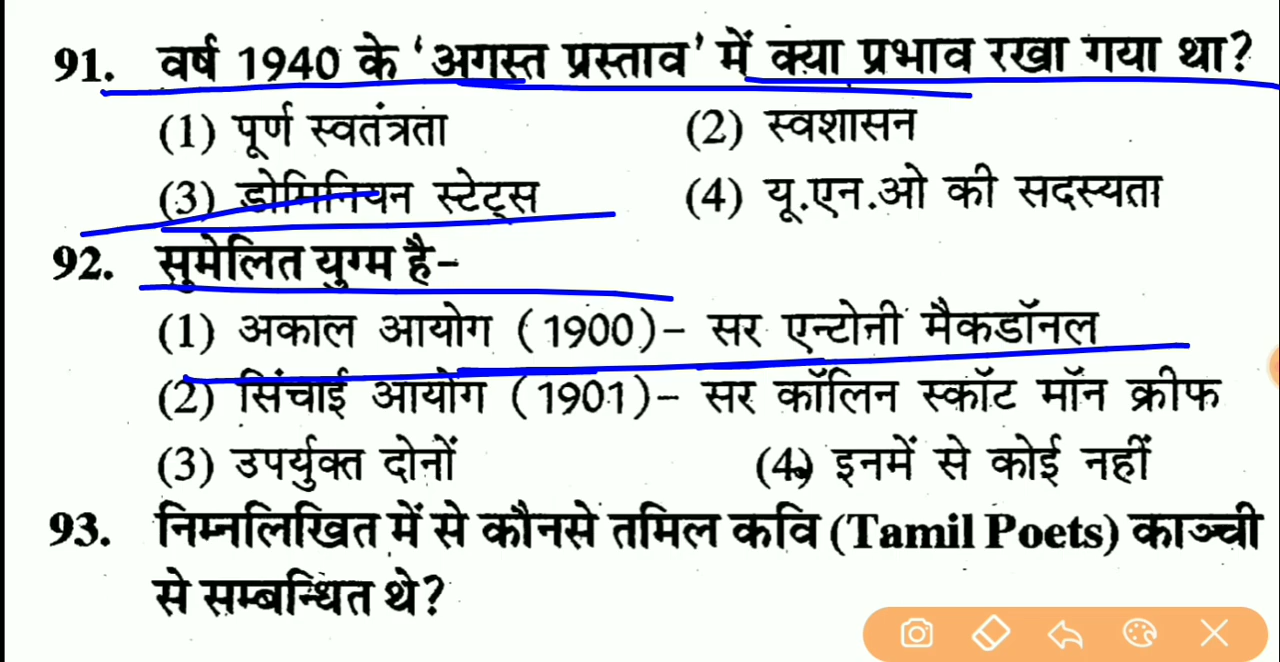 91. वर्ष 1940 के ‘अगस्त प्रस्ताव’ में क्या प्रभाव रखा गया था?
(1) पूर्ण स्वतंत्रता (2) स्वशासन
(3) डोमिनियन स्टेट्स (4) यू.एन.ओ की सदस्यता
92. सुमेलित युग्म है–
(1) अकाल आयोग (1900)– सर एन्टोनी मैकडॉनल
(2) सिंचाई आयोग (1901)– सर कॉलिन स्कॉट मॉन क्रीफ
(3) उपर्युक्त दोनों (4) इनमें से कोई नहीं
93. निम्नलिखित में से कौनसे तमिल कवि (Tamil Poets) काञ्ची
से सम्बन्धित थे?